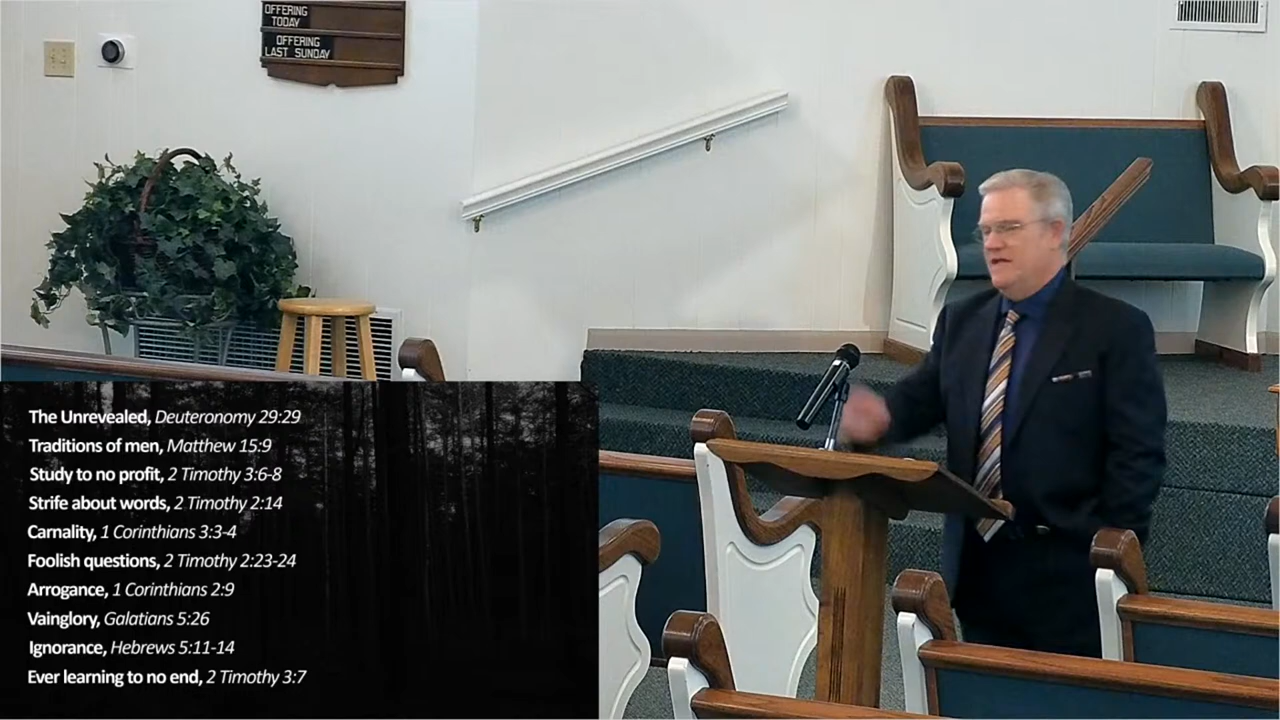 OFFERING
TODAY
OFFERING
LAST SUNDAY
The Unrevealed, Deuteronomy 29:29
Traditions of men, Matthew 15:9
Study to no profit, 2 Timothy 3:6-8
Strife about words, 2 Timothy 2:14
Carnality, 1 Corinthians 3:3-4
Foolish questions, 2 Timothy 2:23-24
Arrogance, 1 Corinthians 2:9
Vainglory, Galatians 5:26
Ignorance, Hebrews 5:11-14
Ever learning to no end, 2 Timothy 3:7